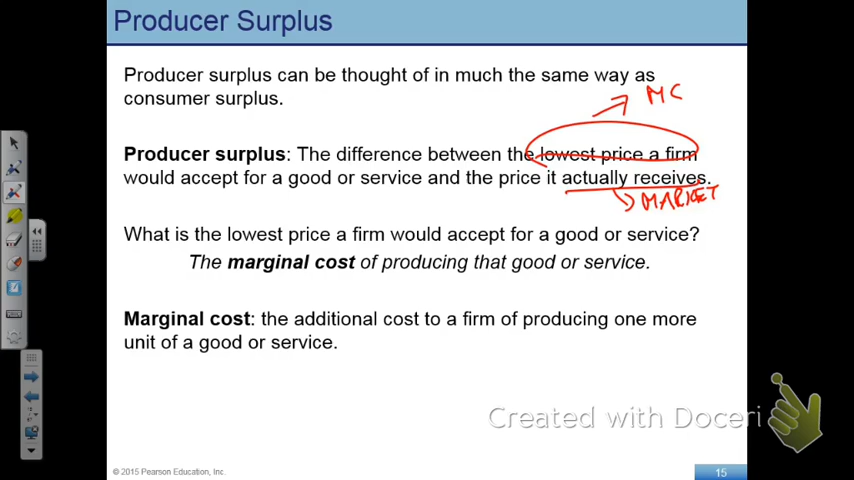 Producer Surplus
Producer surplus can be thought of in much the same way as
consumer surplus.
MC
Producer surplus: The difference between the lowest price a firm
would accept for a good or service and the price it actually receives.
MARKET
What is the lowest price a firm would accept for a good or service?
The marginal cost of producing that good or service.
Marginal cost: the additional cost to a firm of producing one more
unit of a good or service.
Created with Doceri
© 2015 Pearson Education, Inc.
15